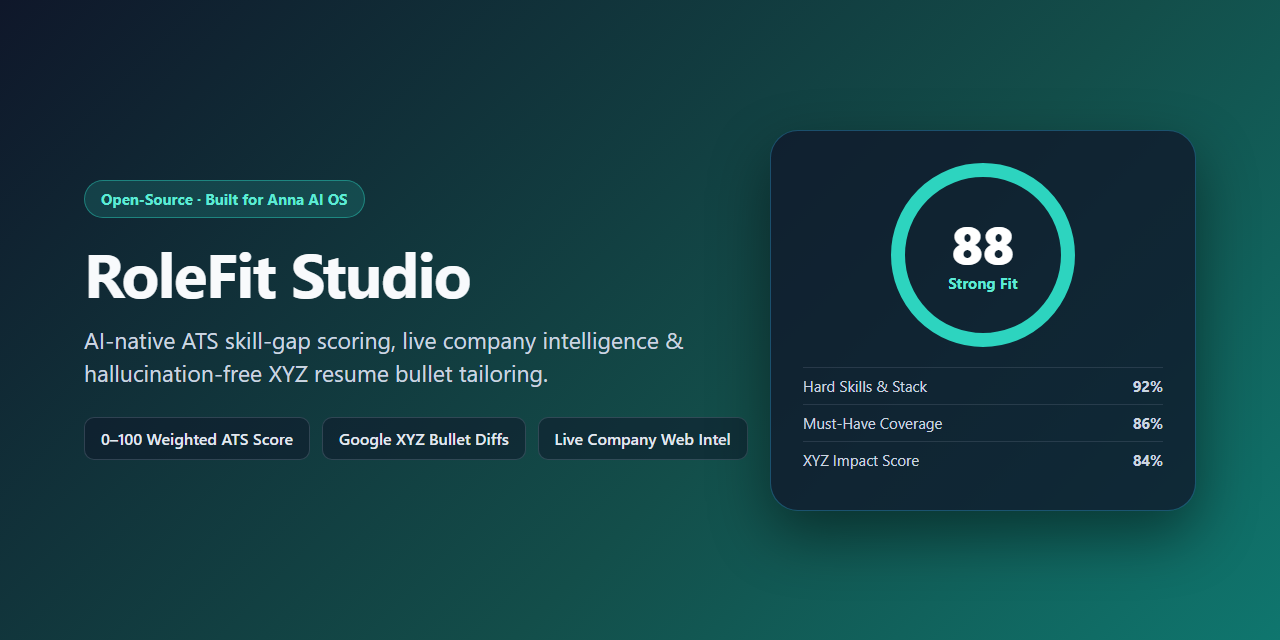 Open-Source · Built for Anna AI OS
RoleFit Studio
AI-native ATS skill-gap scoring, live company intelligence &
hallucination-free XYZ resume bullet tailoring.
0–100 Weighted ATS Score
Google XYZ Bullet Diffs
Live Company Web Intel
88
Strong Fit
Hard Skills & Stack 92%
Must-Have Coverage 86%
XYZ Impact Score 84%